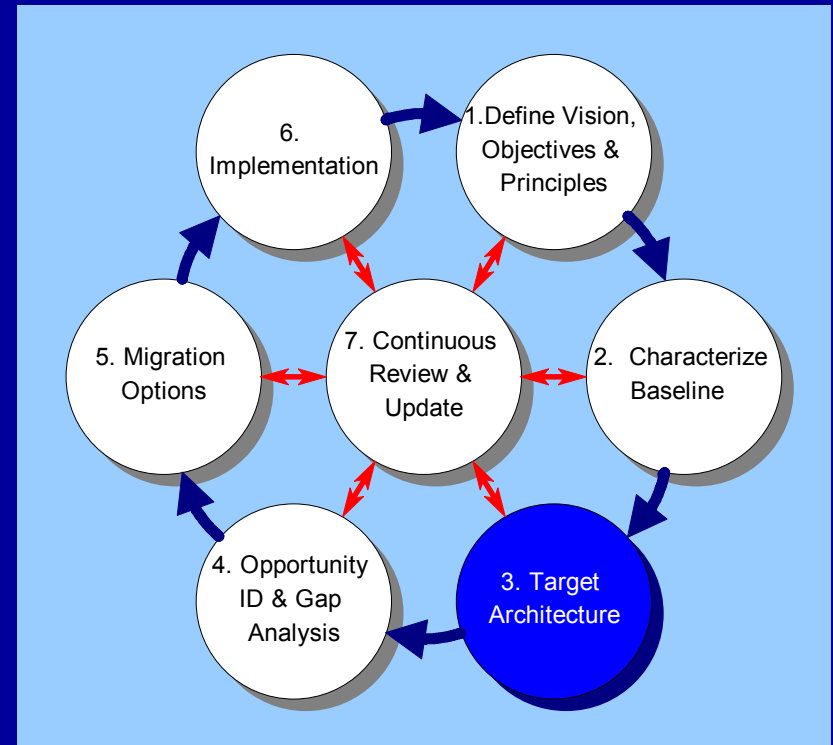 1.Define Vision,
Objectives &
Principles
2. Characterize
Baseline
3. Target
Architecture
4. Opportunity
ID & Gap
Analysis
5. Migration
Options
6.
Implementation
7. Continuous
Review &
Update